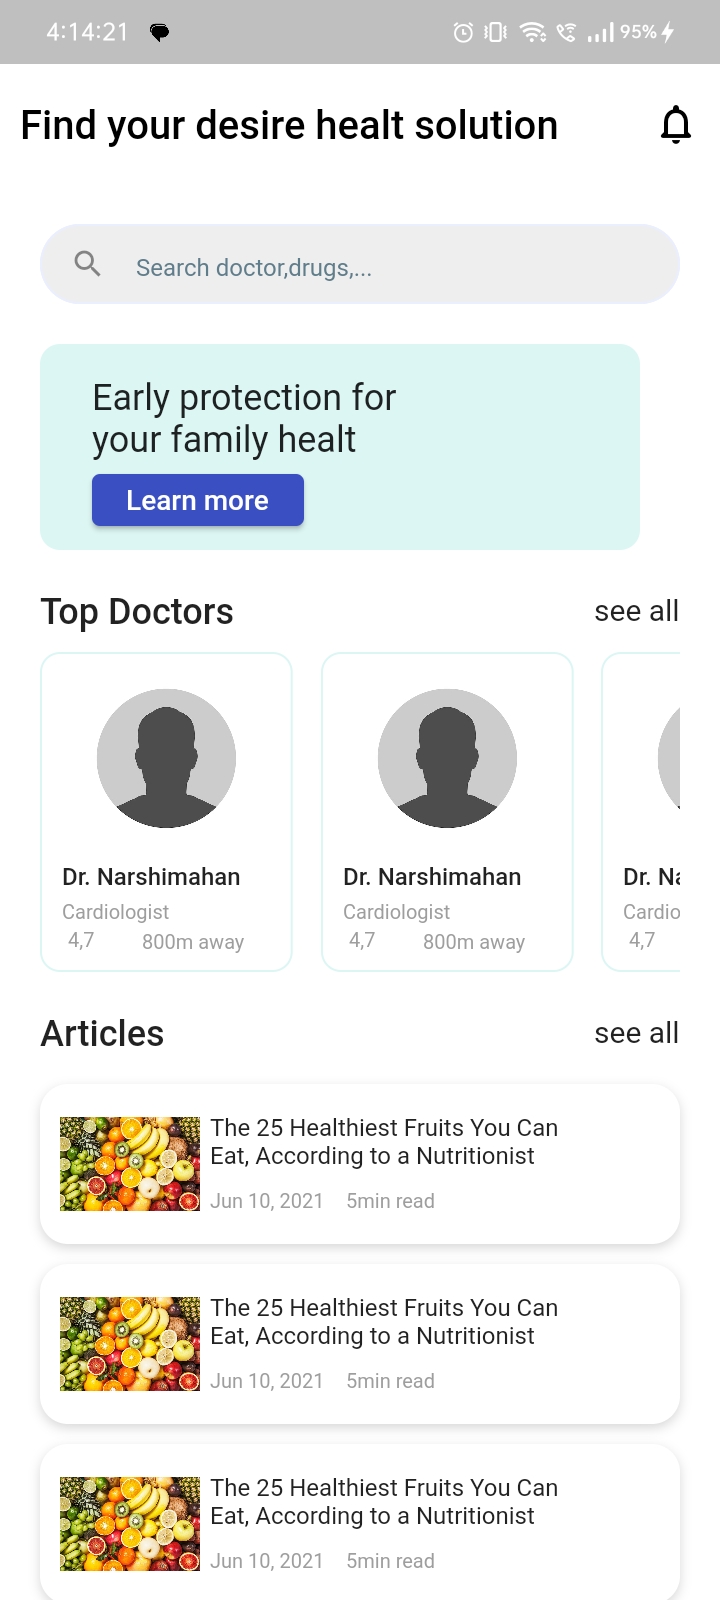 4:14:21
95%
Find your desire healt solution
Search doctor,drugs,...
Early protection for
your family healt
Learn more
Top Doctors
see all
Dr. Narshimahan
Cardiologist
4,7
800m away
Dr. Narshimahan
Cardiologist
4,7
800m away
Dr. Na
Cardio
4,7
Articles
see all
The 25 Healthiest Fruits You Can
Eat, According to a Nutritionist
Jun 10, 2021 5min read
The 25 Healthiest Fruits You Can
Eat, According to a Nutritionist
Jun 10, 2021 5min read
The 25 Healthiest Fruits You Can
Eat, According to a Nutritionist
Jun 10, 2021 5min read